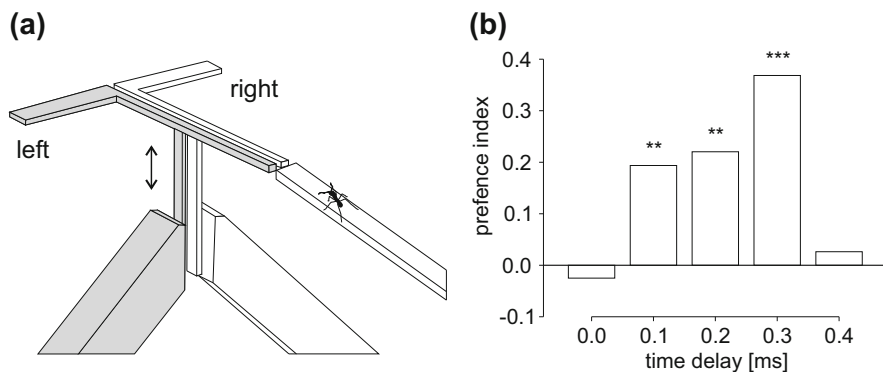 (a)
left
right
(b)
prefence index
0.4
0.3
0.2
0.1
0.0
-0.1
**
**
***
0.0 0.1 0.2 0.3 0.4
time delay [ms]